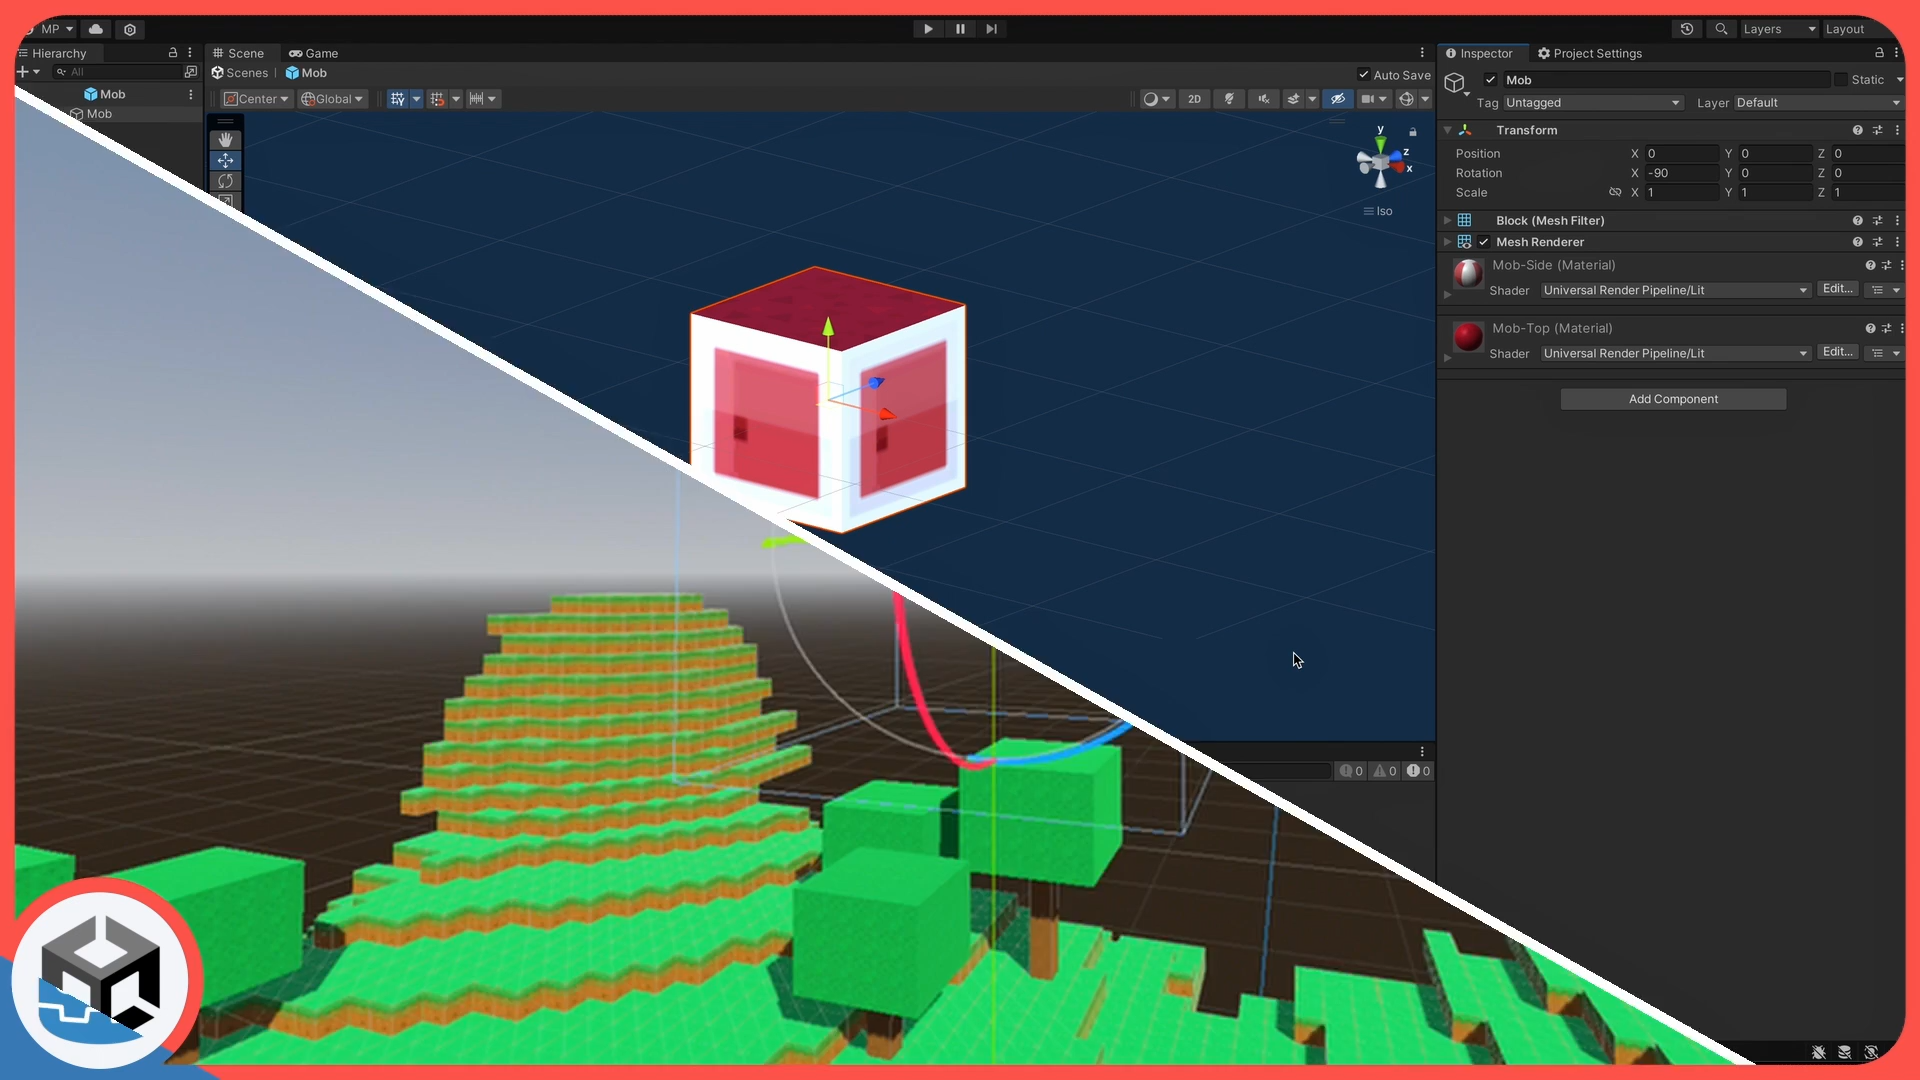 MP
Layers
Layout
Hierarchy
Scene
Game
Inspector
Project Settings
All
Scenes
Mob
Auto Save
Mob
Static
Mob
Center
Global
2D
Tag
Untagged
Layer
Default
Mob
Transform
y
z
x
Position
X
0
Y
0
Z
0
Rotation
X
-90
Y
0
Z
0
Scale
X
1
Y
1
Z
1
Iso
Block (Mesh Filter)
Mesh Renderer
Mob-Side (Material)
Shader
Universal Render Pipeline/Lit
Edit...
Mob-Top (Material)
Shader
Universal Render Pipeline/Lit
Edit...
Add Component
0
0
0